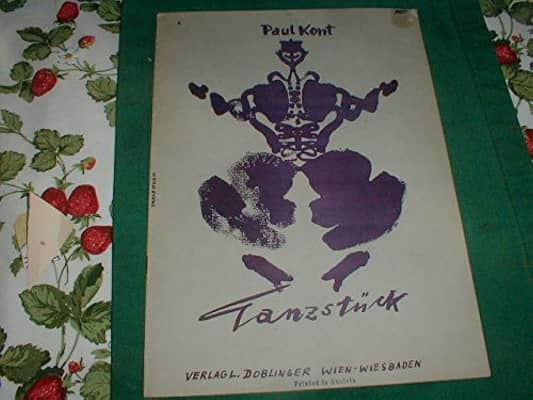 Paul Kont
Tanzstück
VERLAG L. DOBLINGER WIEN-WIESBADEN
Printed in Austria